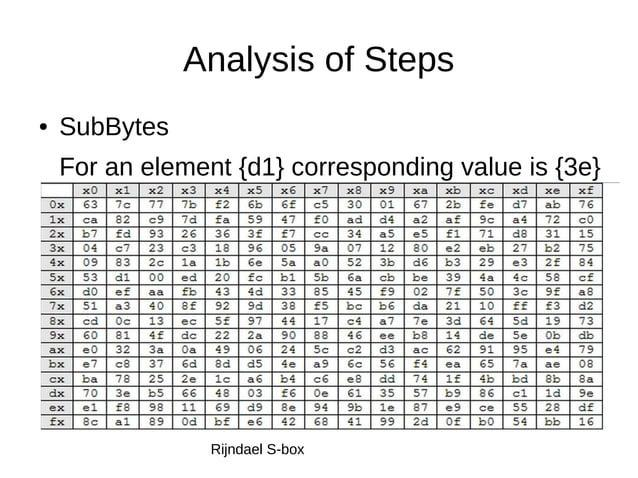 Analysis of Steps
• SubBytes
For an element {d1} corresponding value is {3e}
x0 x1 x2 x3 x4 x5 x6 x7 x8 x9 xa xb xc xd xe xf
0x 63 7c 77 7b f2 6b 6f c5 30 01 67 2b fe d7 ab 76
1x ca 82 c9 7d fa 59 47 f0 ad d4 a2 af 9c a4 72 c0
2x b7 fd 93 26 36 3f f7 cc 34 a5 e5 f1 71 d8 31 15
3x 04 c7 23 c3 18 96 05 9a 07 12 80 e2 eb 27 b2 75
4x 09 83 2c 1a 1b 6e 5a a0 52 3b d6 b3 29 e3 2f 84
5x 53 d1 00 ed 20 fc b1 5b 6a cb be 39 4a 4c 58 cf
6x d0 ef aa fb 43 4d 33 85 45 f9 02 7f 50 3c 9f a8
7x 51 a3 40 8f 92 9d 38 f5 bc b6 da 21 10 ff f3 d2
8x cd 0c 13 ec 5f 97 44 17 c4 a7 7e 3d 64 5d 19 73
9x 60 81 4f dc 22 2a 90 88 46 ee b8 14 de 5e 0b db
ax e0 32 3a 0a 49 06 24 5c c2 d3 ac 62 91 95 e4 79
bx e7 c8 37 6d 8d d5 4e a9 6c 56 f4 ea 65 7a ae 08
cx ba 78 25 2e 1c a6 b4 c6 e8 dd 74 1f 4b bd 8b 8a
dx 70 3e b5 66 48 03 f6 0e 61 35 57 b9 86 c1 1d 9e
ex e1 f8 98 11 69 d9 8e 94 9b 1e 87 e9 ce 55 28 df
fx 8c a1 89 0d bf e6 42 68 41 99 2d 0f b0 54 bb 16
Rijndael S-box